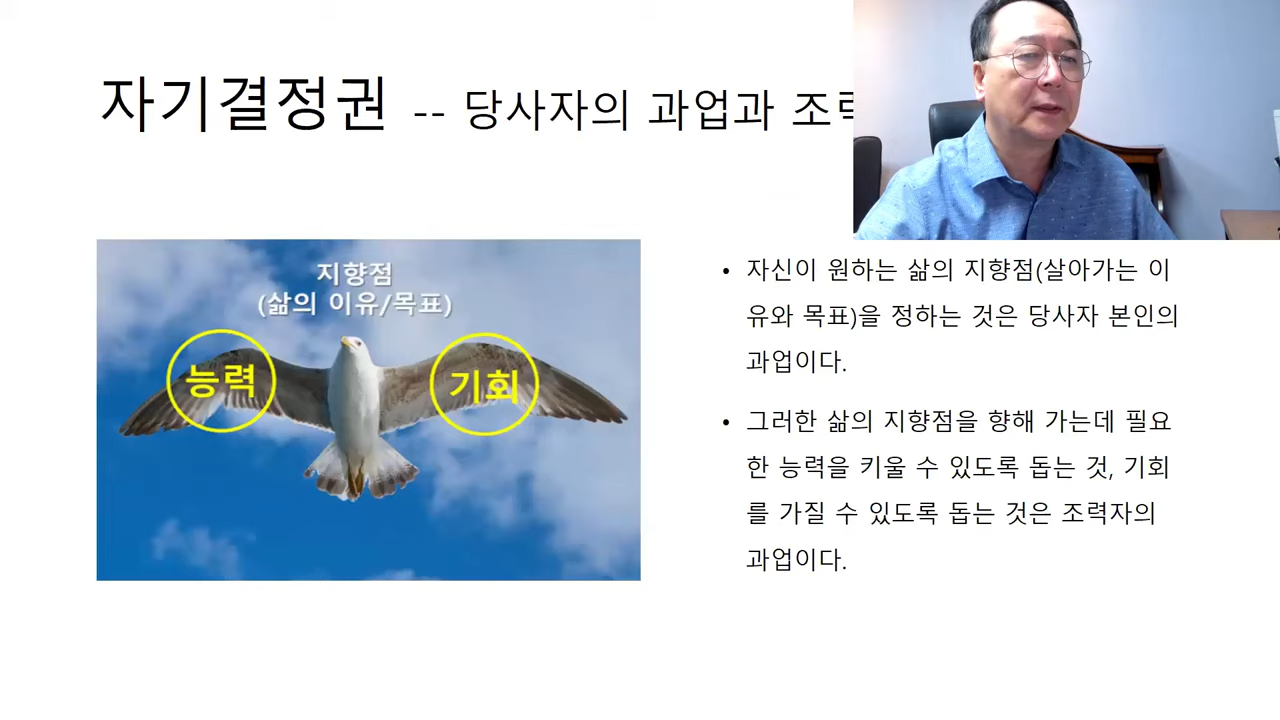 자기결정권 -- 당사자의 과업과
지향점
(삶의 이유/목표)
능력
기회
• 자신이 원하는 삶의 지향점(살아가는 이
유와 목표)을 정하는 것은 당사자 본인의
과업이다.
• 그러한 삶의 지향점을 향해 가는데 필요
한 능력을 키울 수 있도록 돕는 것, 기회
를 가질 수 있도록 돕는 것은 조력자의
과업이다.